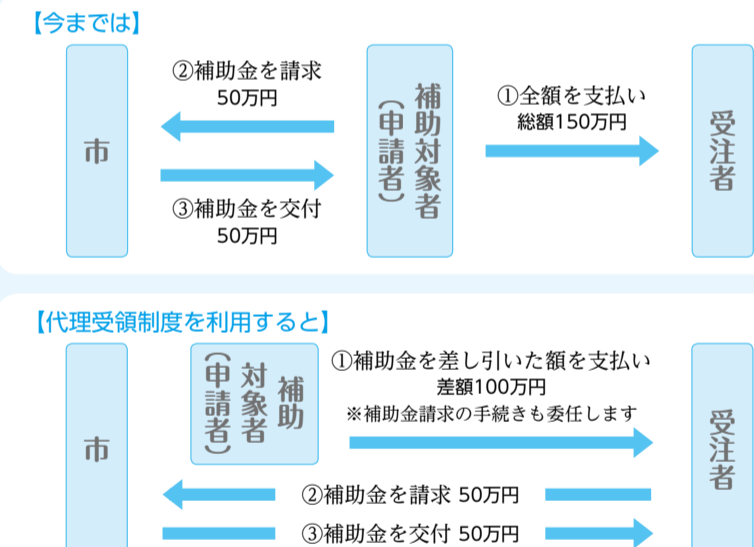 【今までは】
市
②補助金を請求
50万円
③補助金を交付
50万円
補助対象者
（申請者）
①全額を支払い
総額150万円
受注者
【代理受領制度を利用すると】
市
補助
対象者
（申請者）
①補助金を差し引いた額を支払い
差額100万円
※補助金請求の手続きも委任します
②補助金を請求 50万円
③補助金を交付 50万円
受注者